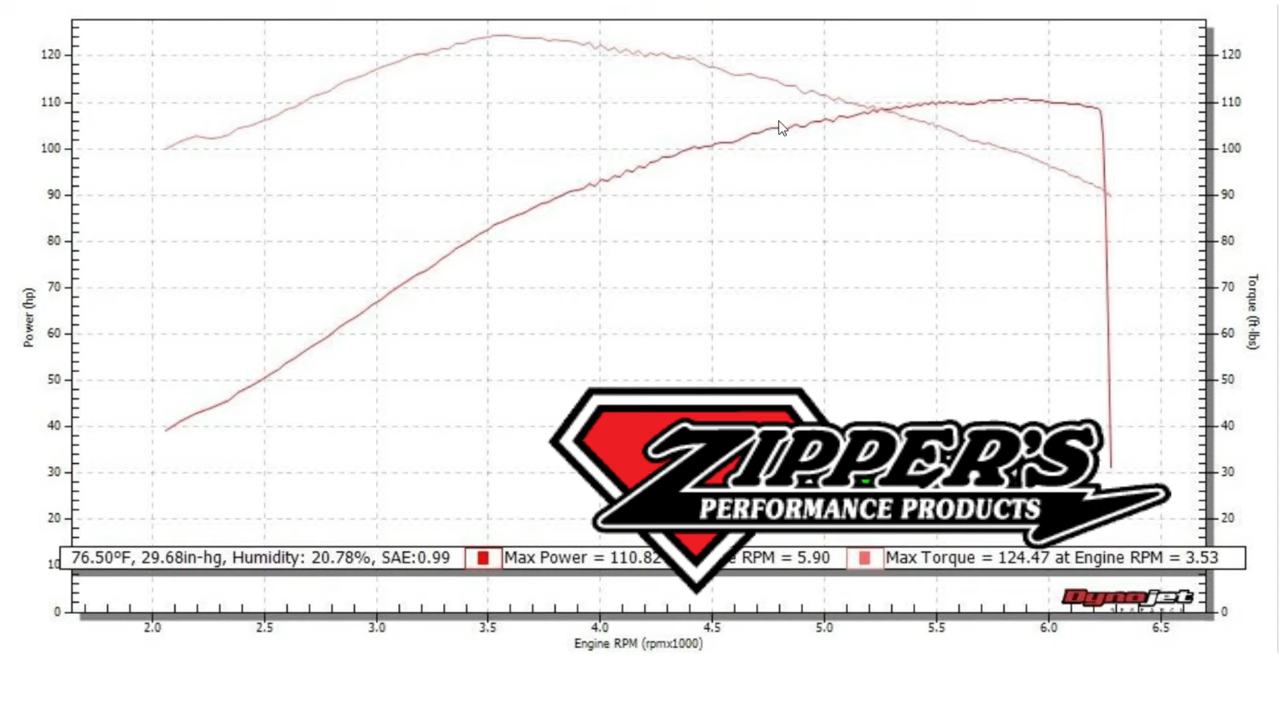 120 120
110 110
100 100
90 90
80 80
70 70
60 60
50 50
40 40
30 30
20 20
10
0 0
Power (hp)
Torque (ft-lbs)
ZIPPER'S
PERFORMANCE PRODUCTS
76.50ºF, 29.68in-hg, Humidity: 20.78%, SAE:0.99 Max Power = 110.82 RPM = 5.90 Max Torque = 124.47 at Engine RPM = 3.53
Dynojet
2.0 2.5 3.0 3.5 4.0 4.5 5.0 5.5 6.0 6.5
Engine RPM (rpmx1000)